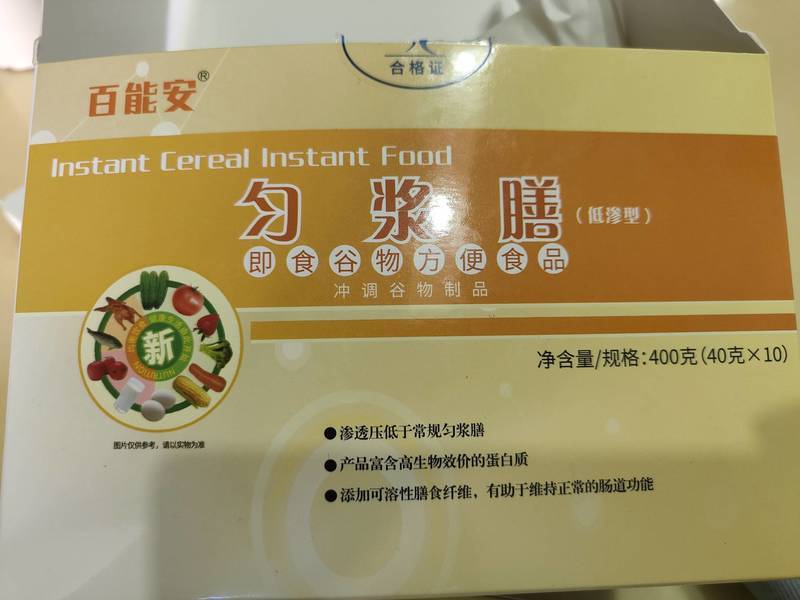 合格证
百能安®
Instant Cereal Instant Food
匀浆膳(低渗型)
即食谷物方便食品
冲调谷物制品
新
NUTRITION
净含量/规格:400克(40克×10)
图片仅供参考,请以实物为准
●渗透压低于常规匀浆膳
●产品富含高生物效价的蛋白质
●添加可溶性膳食纤维,有助于维持正常的肠道功能